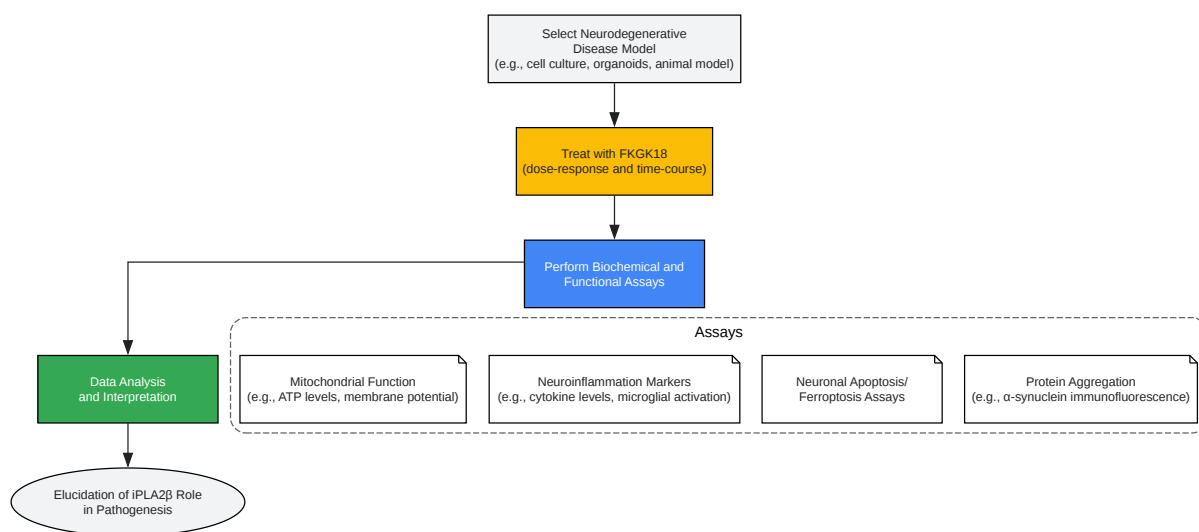 Select Neurodegenerative
Disease Model
(e.g., cell culture, organoids, animal model)
Treat with FKGK18
(dose-response and time-course)
Perform Biochemical and
Functional Assays
Assays
Data Analysis
and Interpretation
Mitochondrial Function
(e.g., ATP levels, membrane potential)
Neuroinflammation Markers
(e.g., cytokine levels, microglial activation)
Neuronal Apoptosis/
Ferroptosis Assays
Protein Aggregation
(e.g., α-synuclein immunofluorescence)
Elucidation of iPLA2β Role
in Pathogenesis